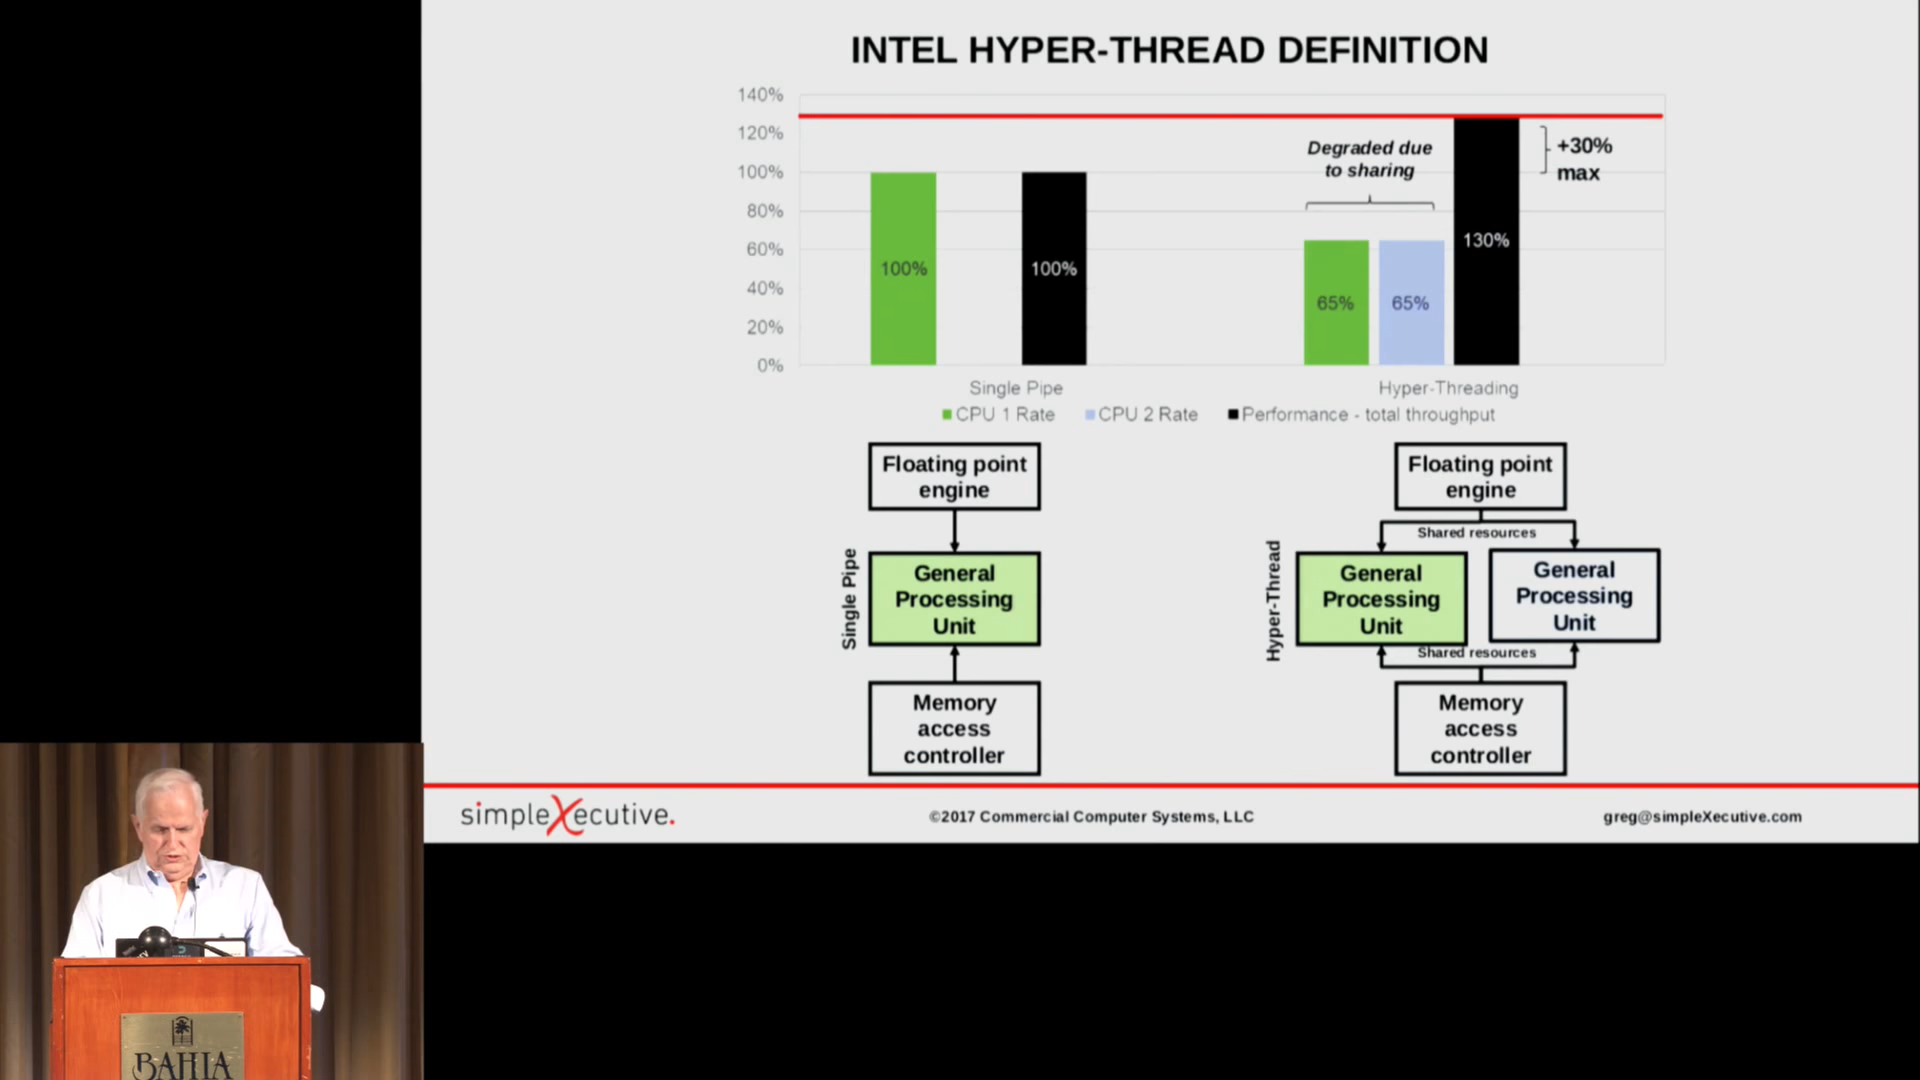 INTEL HYPER-THREAD DEFINITION
140%
120%
100%
80%
60%
40%
20%
0%
100%
100%
Degraded due
to sharing
65%
65%
130%
+30%
max
Single Pipe
Hyper-Threading
CPU 1 Rate
CPU 2 Rate
Performance - total throughput
Single Pipe
Floating point
engine
General
Processing
Unit
Memory
access
controller
Hyper-Thread
Floating point
engine
Shared resources
General
Processing
Unit
General
Processing
Unit
Shared resources
Memory
access
controller
simpleXecutive.
©2017 Commercial Computer Systems, LLC
greg@simpleXecutive.com
BAHIA